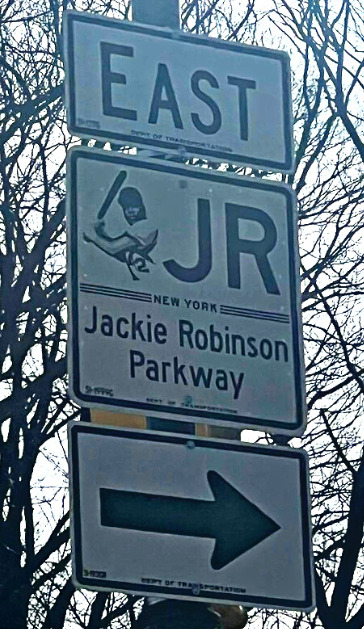 EAST
DEPT OF TRANSPORTATION
JR
NEW YORK
Jackie Robinson
Parkway
DEPT OF TRANSPORTATION
DEPT OF TRANSPORTATION